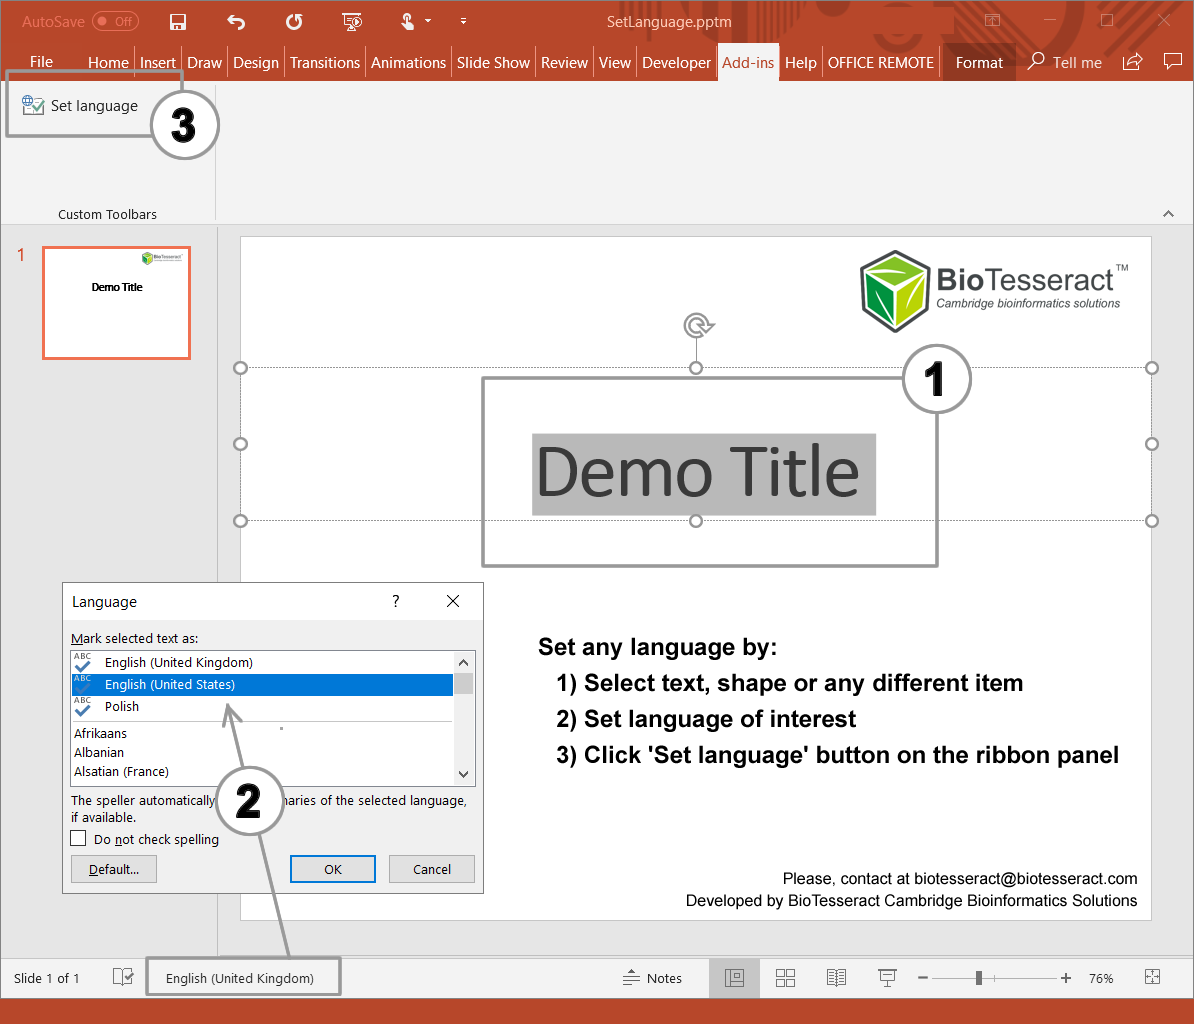 AutoSave Off SetLanguage.pptm
File Home Insert Draw Design Transitions Animations Slide Show Review View Developer Add-ins Help OFFICE REMOTE Format Tell me
Set language
3
Custom Toolbars
1
BioTesseract
Demo Title
BioTesseract™
Cambridge bioinformatics solutions
1
Demo Title
Language ?
Mark selected text as:
ABC English (United Kingdom)
ABC English (United States)
ABC Polish
Afrikaans
Albanian
Alsatian (France)
The speller automatically naries of the selected language,
if available.
2
Do not check spelling
Default... OK Cancel
Set any language by:
1) Select text, shape or any different item
2) Set language of interest
3) Click 'Set language' button on the ribbon panel
Please, contact at biotesseract@biotesseract.com
Developed by BioTesseract Cambridge Bioinformatics Solutions
Slide 1 of 1 English (United Kingdom) Notes 76%